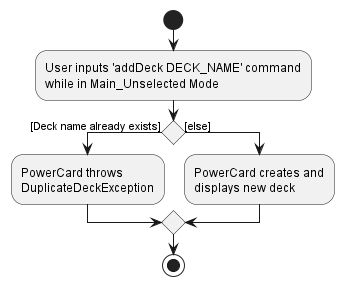 User inputs 'addDeck DECK_NAME' command
while in Main_Unselected Mode
[Deck name already exists]
[else]
PowerCard throws
DuplicateDeckException
PowerCard creates and
displays new deck